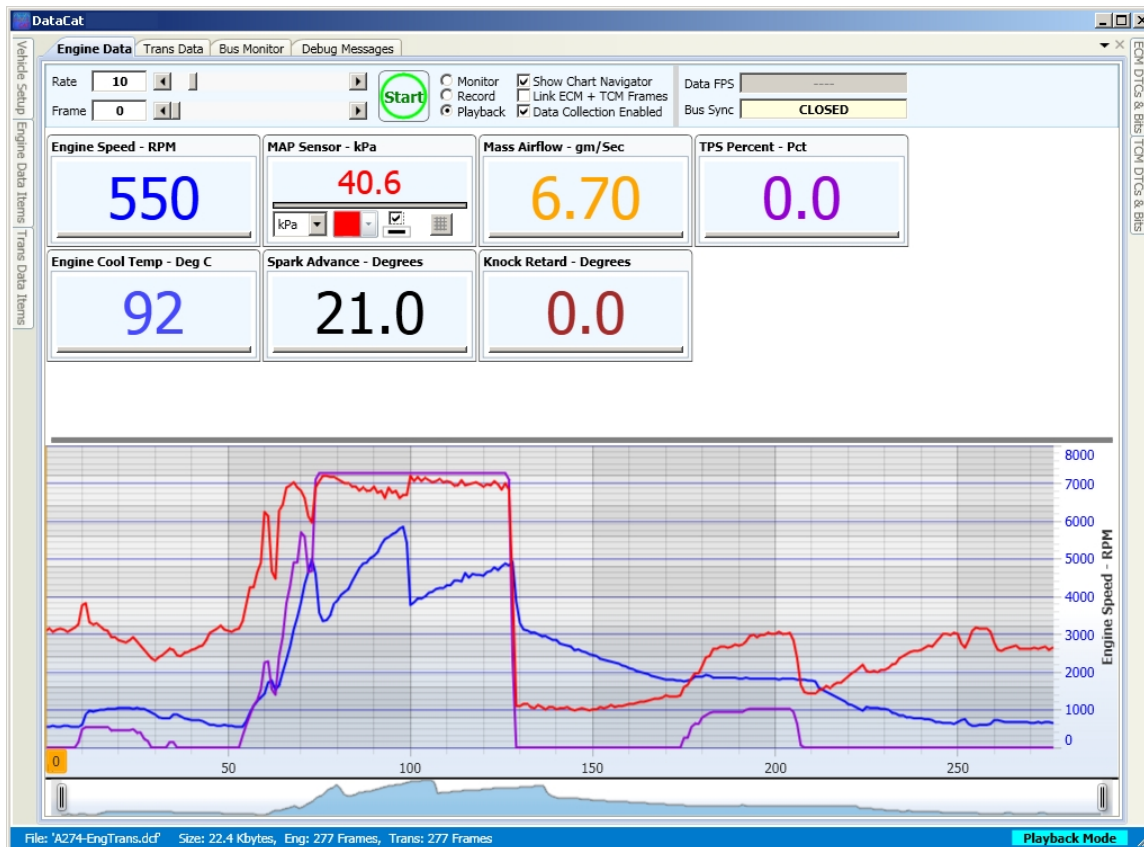 DataCat
Engine Data Trans Data Bus Monitor Debug Messages
Vehicle Setup
Engine Data Items
Trans Data Items
ECM DTCs & Bits
TCM DTCs & Bits
Rate 10
Frame 0
Start
Monitor
Record
Playback
Show Chart Navigator
Link ECM + TCM Frames
Data Collection Enabled
Data FPS ----
Bus Sync CLOSED
Engine Speed - RPM
550
MAP Sensor - kPa
40.6
kPa
Mass Airflow - gm/Sec
6.70
TPS Percent - Pct
0.0
Engine Cool Temp - Deg C
92
Spark Advance - Degrees
21.0
Knock Retard - Degrees
0.0
8000
7000
6000
5000
4000
3000
2000
1000
0
Engine Speed - RPM
0 50 100 150 200 250
File: 'A274-EngTrans.dcf' Size: 22.4 Kbytes, Eng: 277 Frames, Trans: 277 Frames
Playback Mode